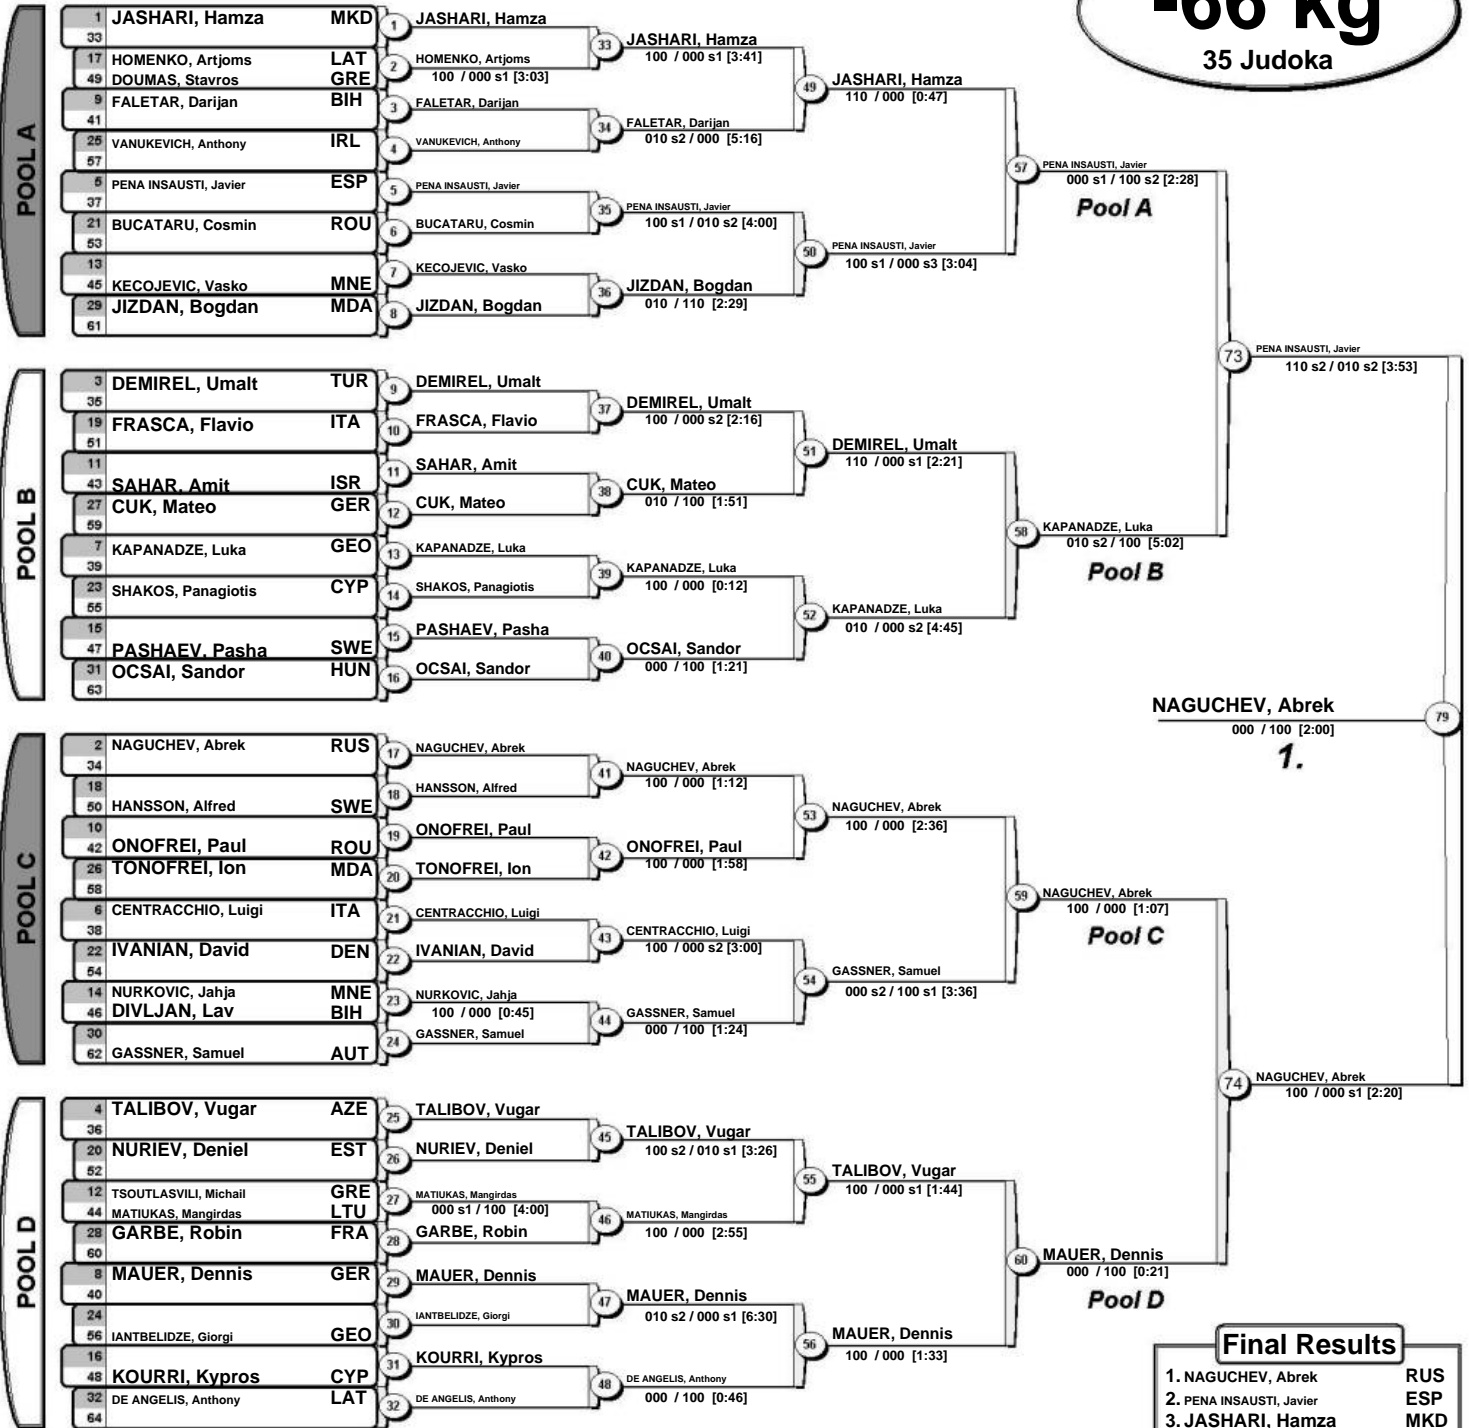 -66 kg
35 Judoka
POOL A
1 JASHARI, Hamza MKD
33
17 HOMENKO, Artjoms LAT
49 DOUMAS, Stavros GRE
9 FALETAR, Darijan BIH
41
25 VANUKEVICH, Anthony IRL
57
5 PENA INSAUSTI, Javier ESP
37
21 BUCATARU, Cosmin ROU
53
13
45 KECOJEVIC, Vasko MNE
29 JIZDAN, Bogdan MDA
61
1 JASHARI, Hamza
2 HOMENKO, Artjoms
100 / 000 s1 [3:03]
3 FALETAR, Darijan
4 VANUKEVICH, Anthony
5 PENA INSAUSTI, Javier
6 BUCATARU, Cosmin
7 KECOJEVIC, Vasko
8 JIZDAN, Bogdan
33 JASHARI, Hamza
100 / 000 s1 [3:41]
34 FALETAR, Darijan
010 s2 / 000 [5:16]
35 PENA INSAUSTI, Javier
100 s1 / 010 s2 [4:00]
36 JIZDAN, Bogdan
010 / 110 [2:29]
49 JASHARI, Hamza
110 / 000 [0:47]
50 PENA INSAUSTI, Javier
100 s1 / 000 s3 [3:04]
57 PENA INSAUSTI, Javier
000 s1 / 100 s2 [2:28]
Pool A
POOL B
3 DEMIREL, Umalt TUR
35
19 FRASCA, Flavio ITA
51
11
43 SAHAR, Amit ISR
27 CUK, Mateo GER
59
7 KAPANADZE, Luka GEO
39
23 SHAKOS, Panagiotis CYP
55
15
47 PASHAEV, Pasha SWE
31 OCSAI, Sandor HUN
63
9 DEMIREL, Umalt
10 FRASCA, Flavio
11 SAHAR, Amit
12 CUK, Mateo
13 KAPANADZE, Luka
14 SHAKOS, Panagiotis
15 PASHAEV, Pasha
16 OCSAI, Sandor
37 DEMIREL, Umalt
100 / 000 s2 [2:16]
38 CUK, Mateo
010 / 100 [1:51]
39 KAPANADZE, Luka
100 / 000 [0:12]
40 OCSAI, Sandor
000 / 100 [1:21]
51 DEMIREL, Umalt
110 / 000 s1 [2:21]
52 KAPANADZE, Luka
010 / 000 s2 [4:45]
58 KAPANADZE, Luka
010 s2 / 100 [5:02]
Pool B
73 PENA INSAUSTI, Javier
110 s2 / 010 s2 [3:53]
NAGUCHEV, Abrek 79
000 / 100 [2:00]
1.
POOL C
2 NAGUCHEV, Abrek RUS
34
18
50 HANSSON, Alfred SWE
10
42 ONOFREI, Paul ROU
26 TONOFREI, Ion MDA
58
6 CENTRACCHIO, Luigi ITA
38
22 IVANIAN, David DEN
54
14 NURKOVIC, Jahja MNE
46 DIVLJAN, Lav BIH
30
62 GASSNER, Samuel AUT
17 NAGUCHEV, Abrek
18 HANSSON, Alfred
19 ONOFREI, Paul
20 TONOFREI, Ion
21 CENTRACCHIO, Luigi
22 IVANIAN, David
23 NURKOVIC, Jahja
100 / 000 [0:45]
24 GASSNER, Samuel
41 NAGUCHEV, Abrek
100 / 000 [1:12]
42 ONOFREI, Paul
100 / 000 [1:58]
43 CENTRACCHIO, Luigi
100 / 000 s2 [3:00]
44 GASSNER, Samuel
000 / 100 [1:24]
53 NAGUCHEV, Abrek
100 / 000 [2:36]
54 GASSNER, Samuel
000 s2 / 100 s1 [3:36]
59 NAGUCHEV, Abrek
100 / 000 [1:07]
Pool C
POOL D
4 TALIBOV, Vugar AZE
36
20 NURIEV, Deniel EST
52
12 TSOUTLASVILI, Michail GRE
44 MATIUKAS, Mangirdas LTU
28 GARBE, Robin FRA
60
8 MAUER, Dennis GER
40
24
56 IANTBELIDZE, Giorgi GEO
16
48 KOURRI, Kypros CYP
32 DE ANGELIS, Anthony LAT
64
25 TALIBOV, Vugar
26 NURIEV, Deniel
27 MATIUKAS, Mangirdas
000 s1 / 100 [4:00]
28 GARBE, Robin
29 MAUER, Dennis
30 IANTBELIDZE, Giorgi
31 KOURRI, Kypros
32 DE ANGELIS, Anthony
45 TALIBOV, Vugar
100 s2 / 010 s1 [3:26]
46 MATIUKAS, Mangirdas
100 / 000 [2:55]
47 MAUER, Dennis
010 s2 / 000 s1 [6:30]
48 DE ANGELIS, Anthony
000 / 100 [0:46]
55 TALIBOV, Vugar
100 / 000 s1 [1:44]
56 MAUER, Dennis
100 / 000 [1:33]
60 MAUER, Dennis
000 / 100 [0:21]
Pool D
74 NAGUCHEV, Abrek
100 / 000 s1 [2:20]
Final Results
1. NAGUCHEV, Abrek RUS
2. PENA INSAUSTI, Javier ESP
3. JASHARI, Hamza MKD